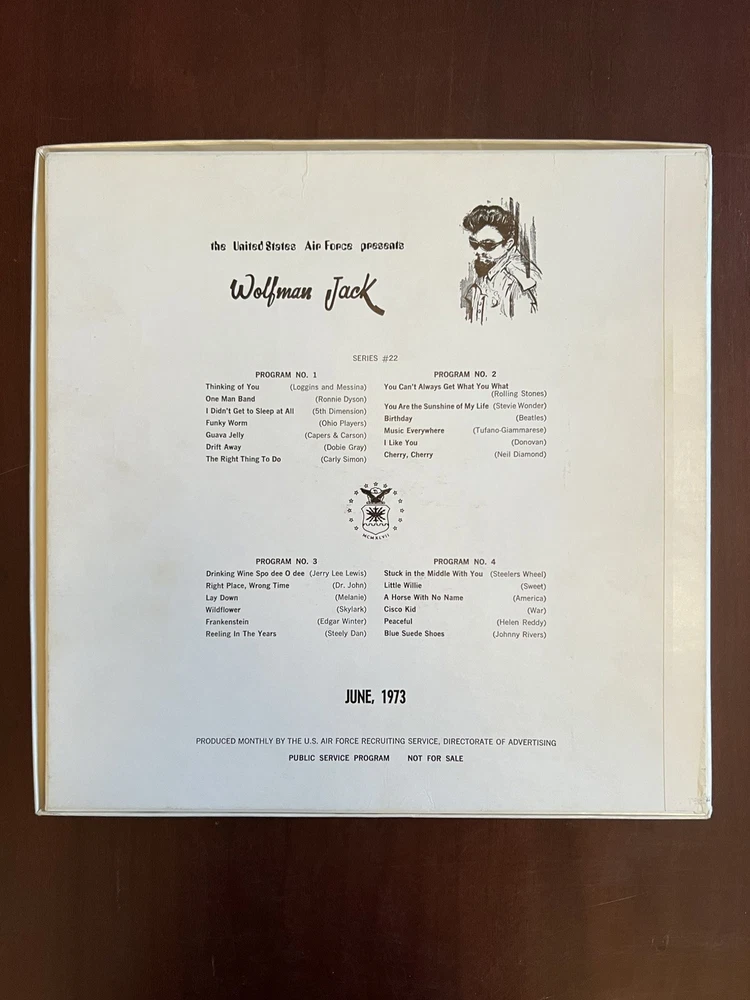 the United States Air Force presents
Wolfman Jack
SERIES #22
PROGRAM NO. 1
Thinking of You (Loggins and Messina)
One Man Band (Ronnie Dyson)
I Didn't Get to Sleep at All (5th Dimension)
Funky Worm (Ohio Players)
Guava Jelly (Capers & Carson)
Drift Away (Dobie Gray)
The Right Thing To Do (Carly Simon)
PROGRAM NO. 2
You Can't Always Get What You What
(Rolling Stones)
You Are the Sunshine of My Life (Stevie Wonder)
Birthday (Beatles)
Music Everywhere (Tufano-Giammarese)
I Like You (Donovan)
Cherry, Cherry (Neil Diamond)
MCMXLVII
PROGRAM NO. 3
Drinking Wine Spo dee O dee (Jerry Lee Lewis)
Right Place, Wrong Time (Dr. John)
Lay Down (Melanie)
Wildflower (Skylark)
Frankenstein (Edgar Winter)
Reeling In The Years (Steely Dan)
PROGRAM NO. 4
Stuck in the Middle With You (Steelers Wheel)
Little Willie (Sweet)
A Horse With No Name (America)
Cisco Kid (War)
Peaceful (Helen Reddy)
Blue Suede Shoes (Johnny Rivers)
JUNE, 1973
PRODUCED MONTHLY BY THE U.S. AIR FORCE RECRUITING SERVICE, DIRECTORATE OF ADVERTISING
PUBLIC SERVICE PROGRAM NOT FOR SALE